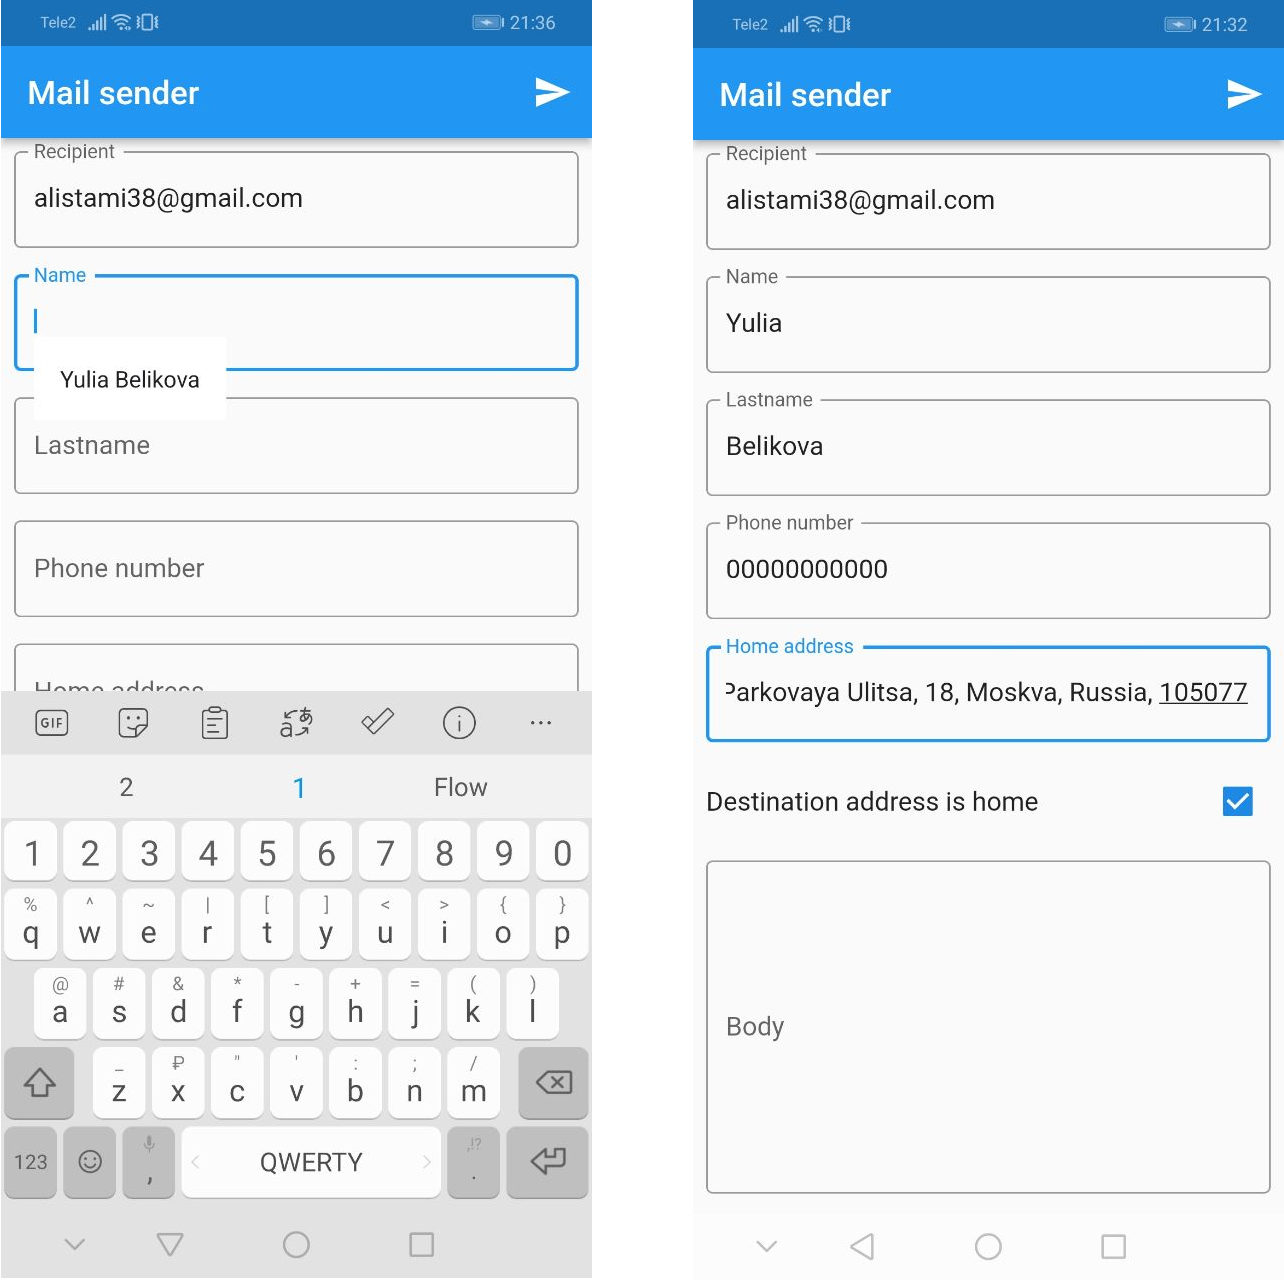 Tele2
21:36
Mail sender
Recipient
alistami38@gmail.com
Name
Yulia Belikova
Lastname
Phone number
Home address
GIF
2 1 Flow
1 2 3 4 5 6 7 8 9 0
% ^ ~ | [ ] < > { }
q w e r t y u i o p
@ # & * - + = ( )
a s d f g h j k l
_ ₽ " ' : ; /
z x c v b n m
,!?
123 , QWERTY .
Tele2
21:32
Mail sender
Recipient
alistami38@gmail.com
Name
Yulia
Lastname
Belikova
Phone number
00000000000
Home address
Parkovaya Ulitsa, 18, Moskva, Russia, 105077
Destination address is home
Body